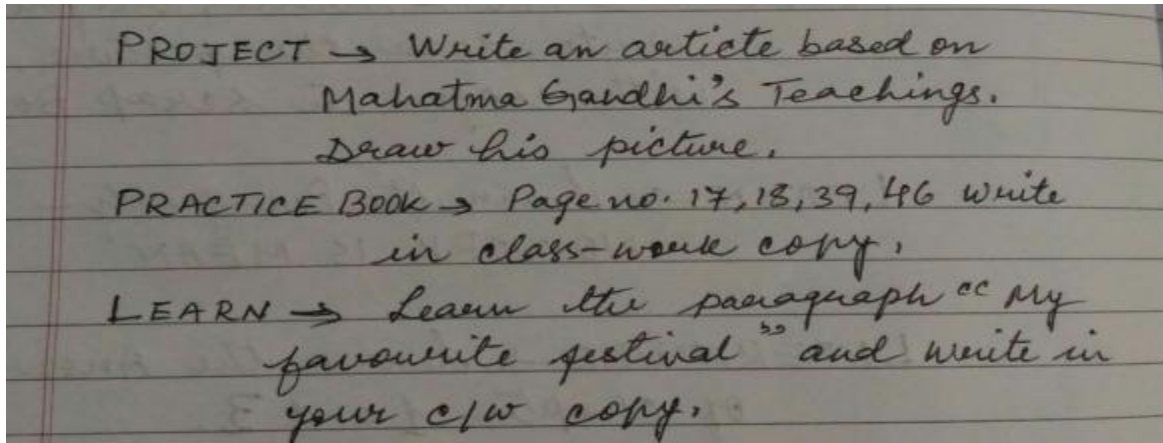 PROJECT → Write an article based on
Mahatma Gandhi's Teachings.
Draw his picture.
PRACTICE BOOK → Page no. 17, 18, 39, 46 write
in class-work copy.
LEARN → Learn the paragraph "My
favourite festival" and write in
your c/w copy.